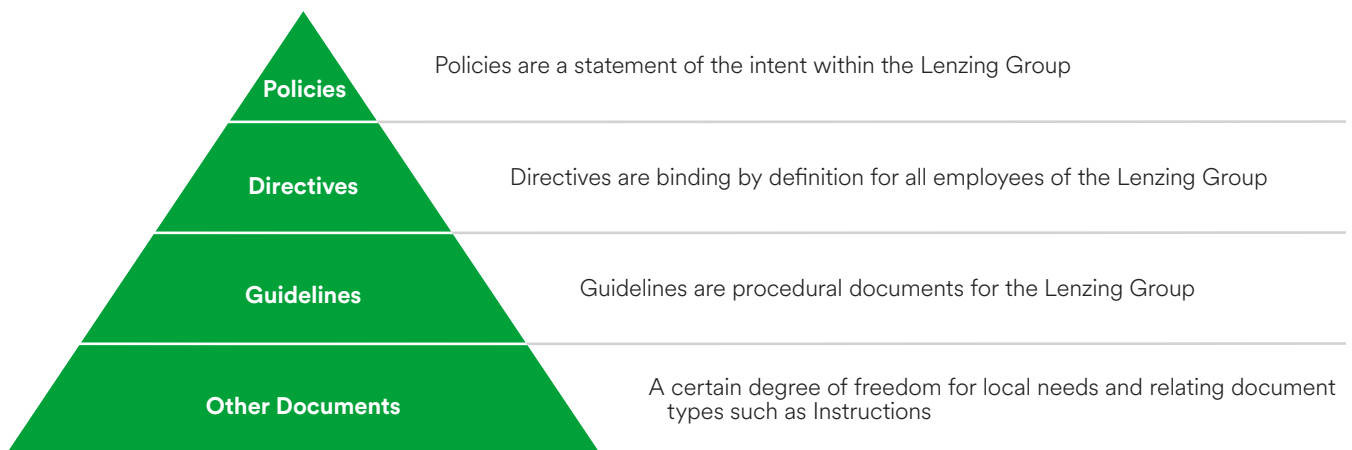 Policies
Policies are a statement of the intent within the Lenzing Group
Directives
Directives are binding by definition for all employees of the Lenzing Group
Guidelines
Guidelines are procedural documents for the Lenzing Group
Other Documents
A certain degree of freedom for local needs and relating document
types such as Instructions